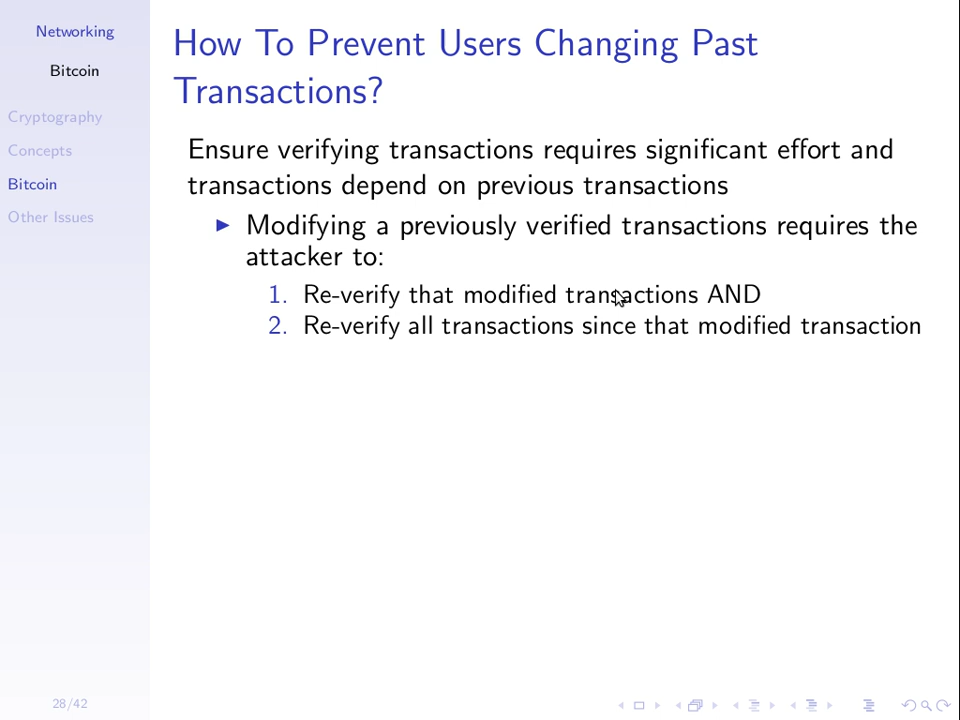 Networking
Bitcoin
Cryptography
Concepts
Bitcoin
Other Issues
How To Prevent Users Changing Past
Transactions?
Ensure verifying transactions requires significant effort and
transactions depend on previous transactions
Modifying a previously verified transactions requires the
attacker to:
1. Re-verify that modified transactions AND
2. Re-verify all transactions since that modified transaction
28/42